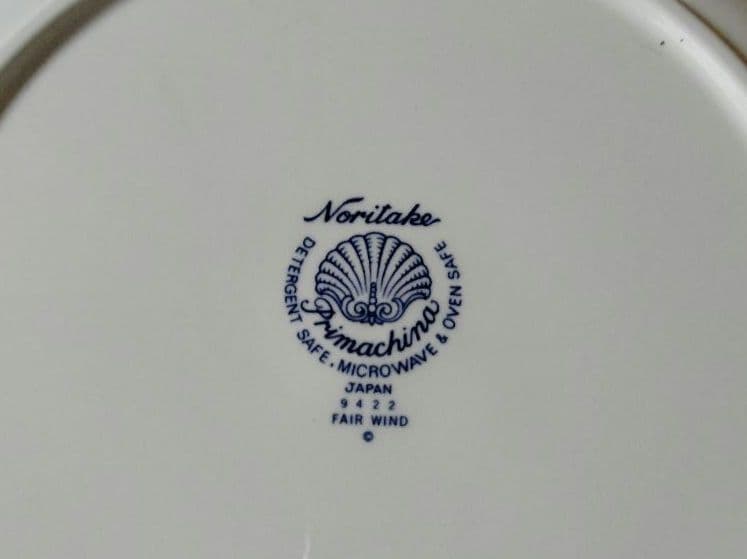 Noritake
DETERGENT SAFE. MICROWAVE & OVEN SAFE
Primachina
JAPAN
9422
FAIR WIND
©